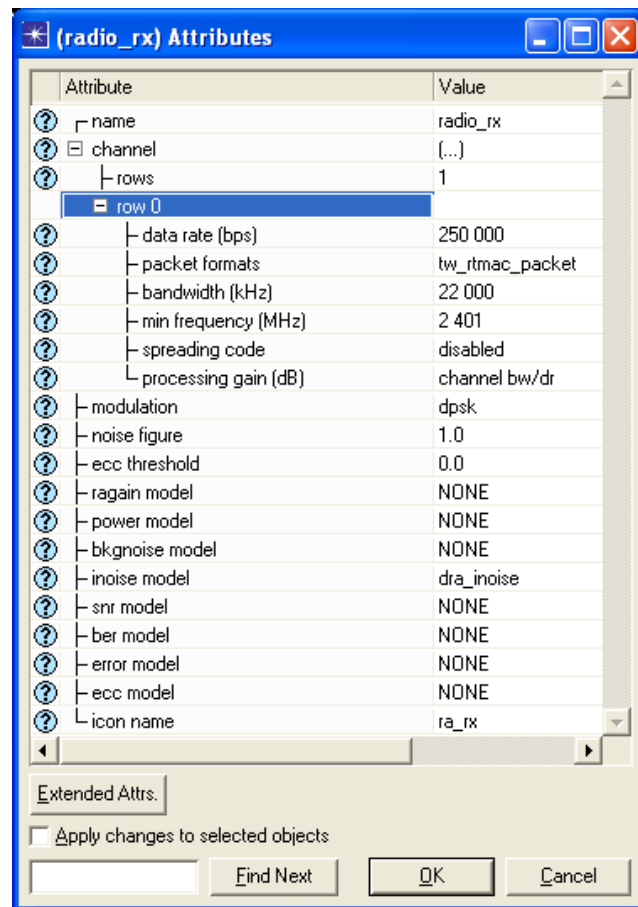 (radio_rx) Attributes
Attribute Value
name radio_rx
channel (...)
rows 1
row 0
data rate (bps) 250 000
packet formats tw_rtmac_packet
bandwidth (kHz) 22 000
min frequency (MHz) 2 401
spreading code disabled
processing gain (dB) channel bw/dr
modulation dpsk
noise figure 1.0
ecc threshold 0.0
ragain model NONE
power model NONE
bkgnoise model NONE
inoise model dra_inoise
snr model NONE
ber model NONE
error model NONE
ecc model NONE
icon name ra_rx
Extended Attrs.
Apply changes to selected objects
Find Next OK Cancel